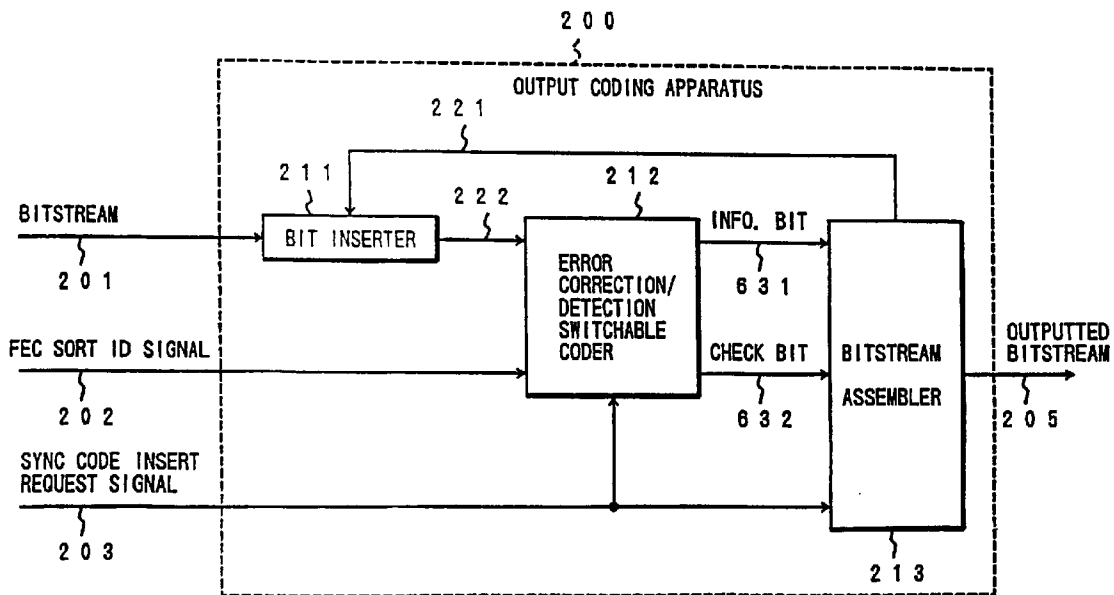 200
OUTPUT CODING APPARATUS
221
211
222
212
BITSTREAM
BIT INSERTER
INFO. BIT
201
631
ERROR
CORRECTION/
DETECTION
SWITCHABLE
CODER
FEC SORT ID SIGNAL
CHECK BIT
BITSTREAM
ASSEMBLER
OUTPUTTED
BITSTREAM
202
632
205
SYNC CODE INSERT
REQUEST SIGNAL
203
213